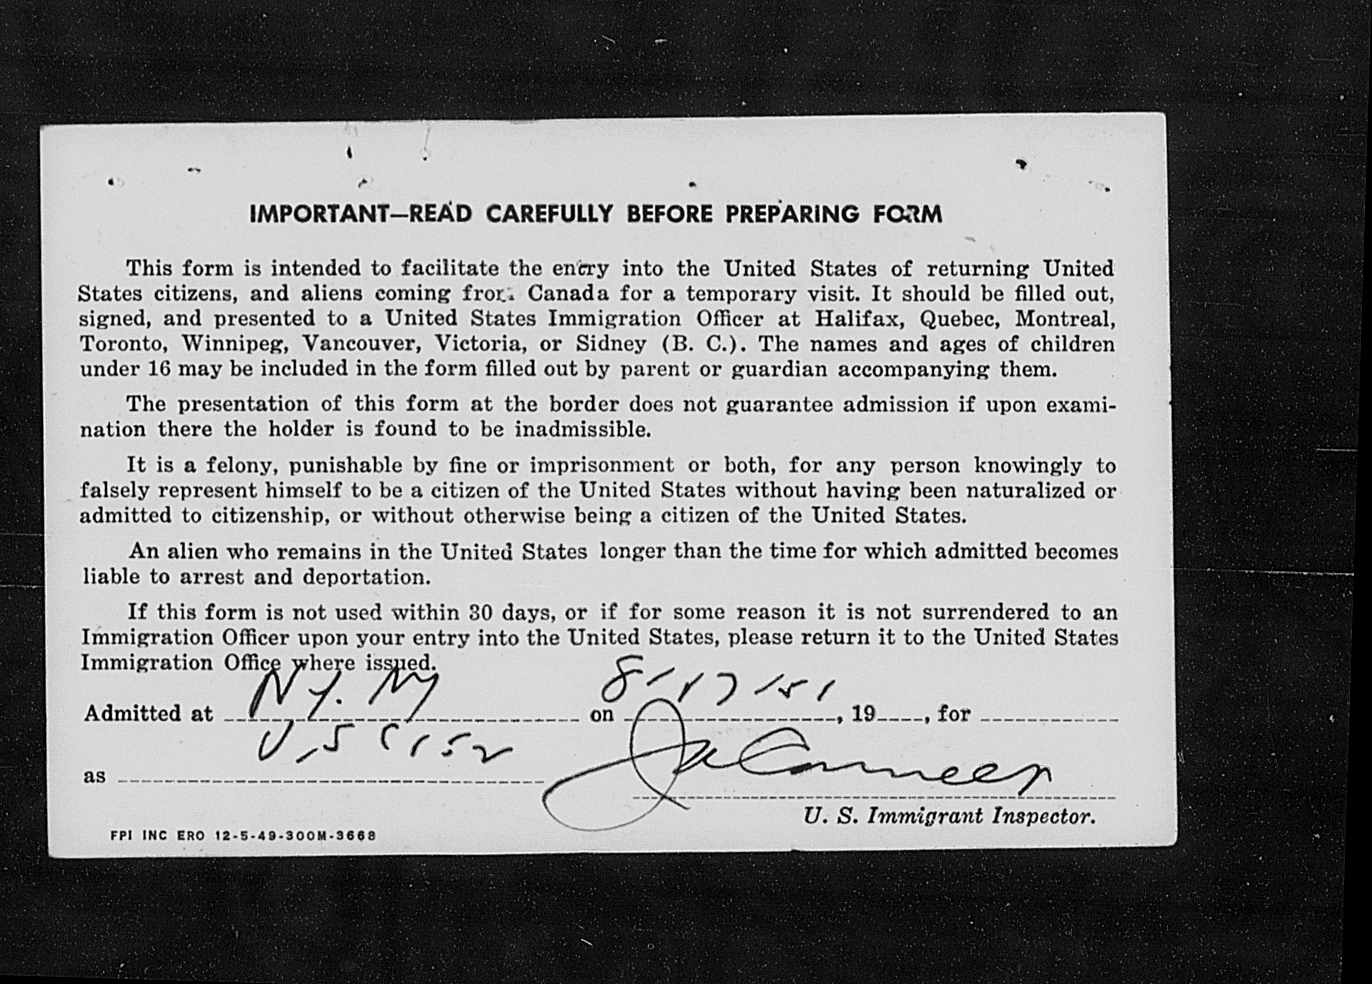 IMPORTANT—READ CAREFULLY BEFORE PREPARING FORM
This form is intended to facilitate the entry into the United States of returning United
States citizens, and aliens coming from Canada for a temporary visit. It should be filled out,
signed, and presented to a United States Immigration Officer at Halifax, Quebec, Montreal,
Toronto, Winnipeg, Vancouver, Victoria, or Sidney (B. C.). The names and ages of children
under 16 may be included in the form filled out by parent or guardian accompanying them.
The presentation of this form at the border does not guarantee admission if upon exami-
nation there the holder is found to be inadmissible.
It is a felony, punishable by fine or imprisonment or both, for any person knowingly to
falsely represent himself to be a citizen of the United States without having been naturalized or
admitted to citizenship, or without otherwise being a citizen of the United States.
An alien who remains in the United States longer than the time for which admitted becomes
liable to arrest and deportation.
If this form is not used within 30 days, or if for some reason it is not surrendered to an
Immigration Officer upon your entry into the United States, please return it to the United States
Immigration Office where issued.
Admitted at NY. NY on 8/17/51, 19, for
as
U. S. Immigrant Inspector.
FPI INC ERO 12-5-49-300M-3668